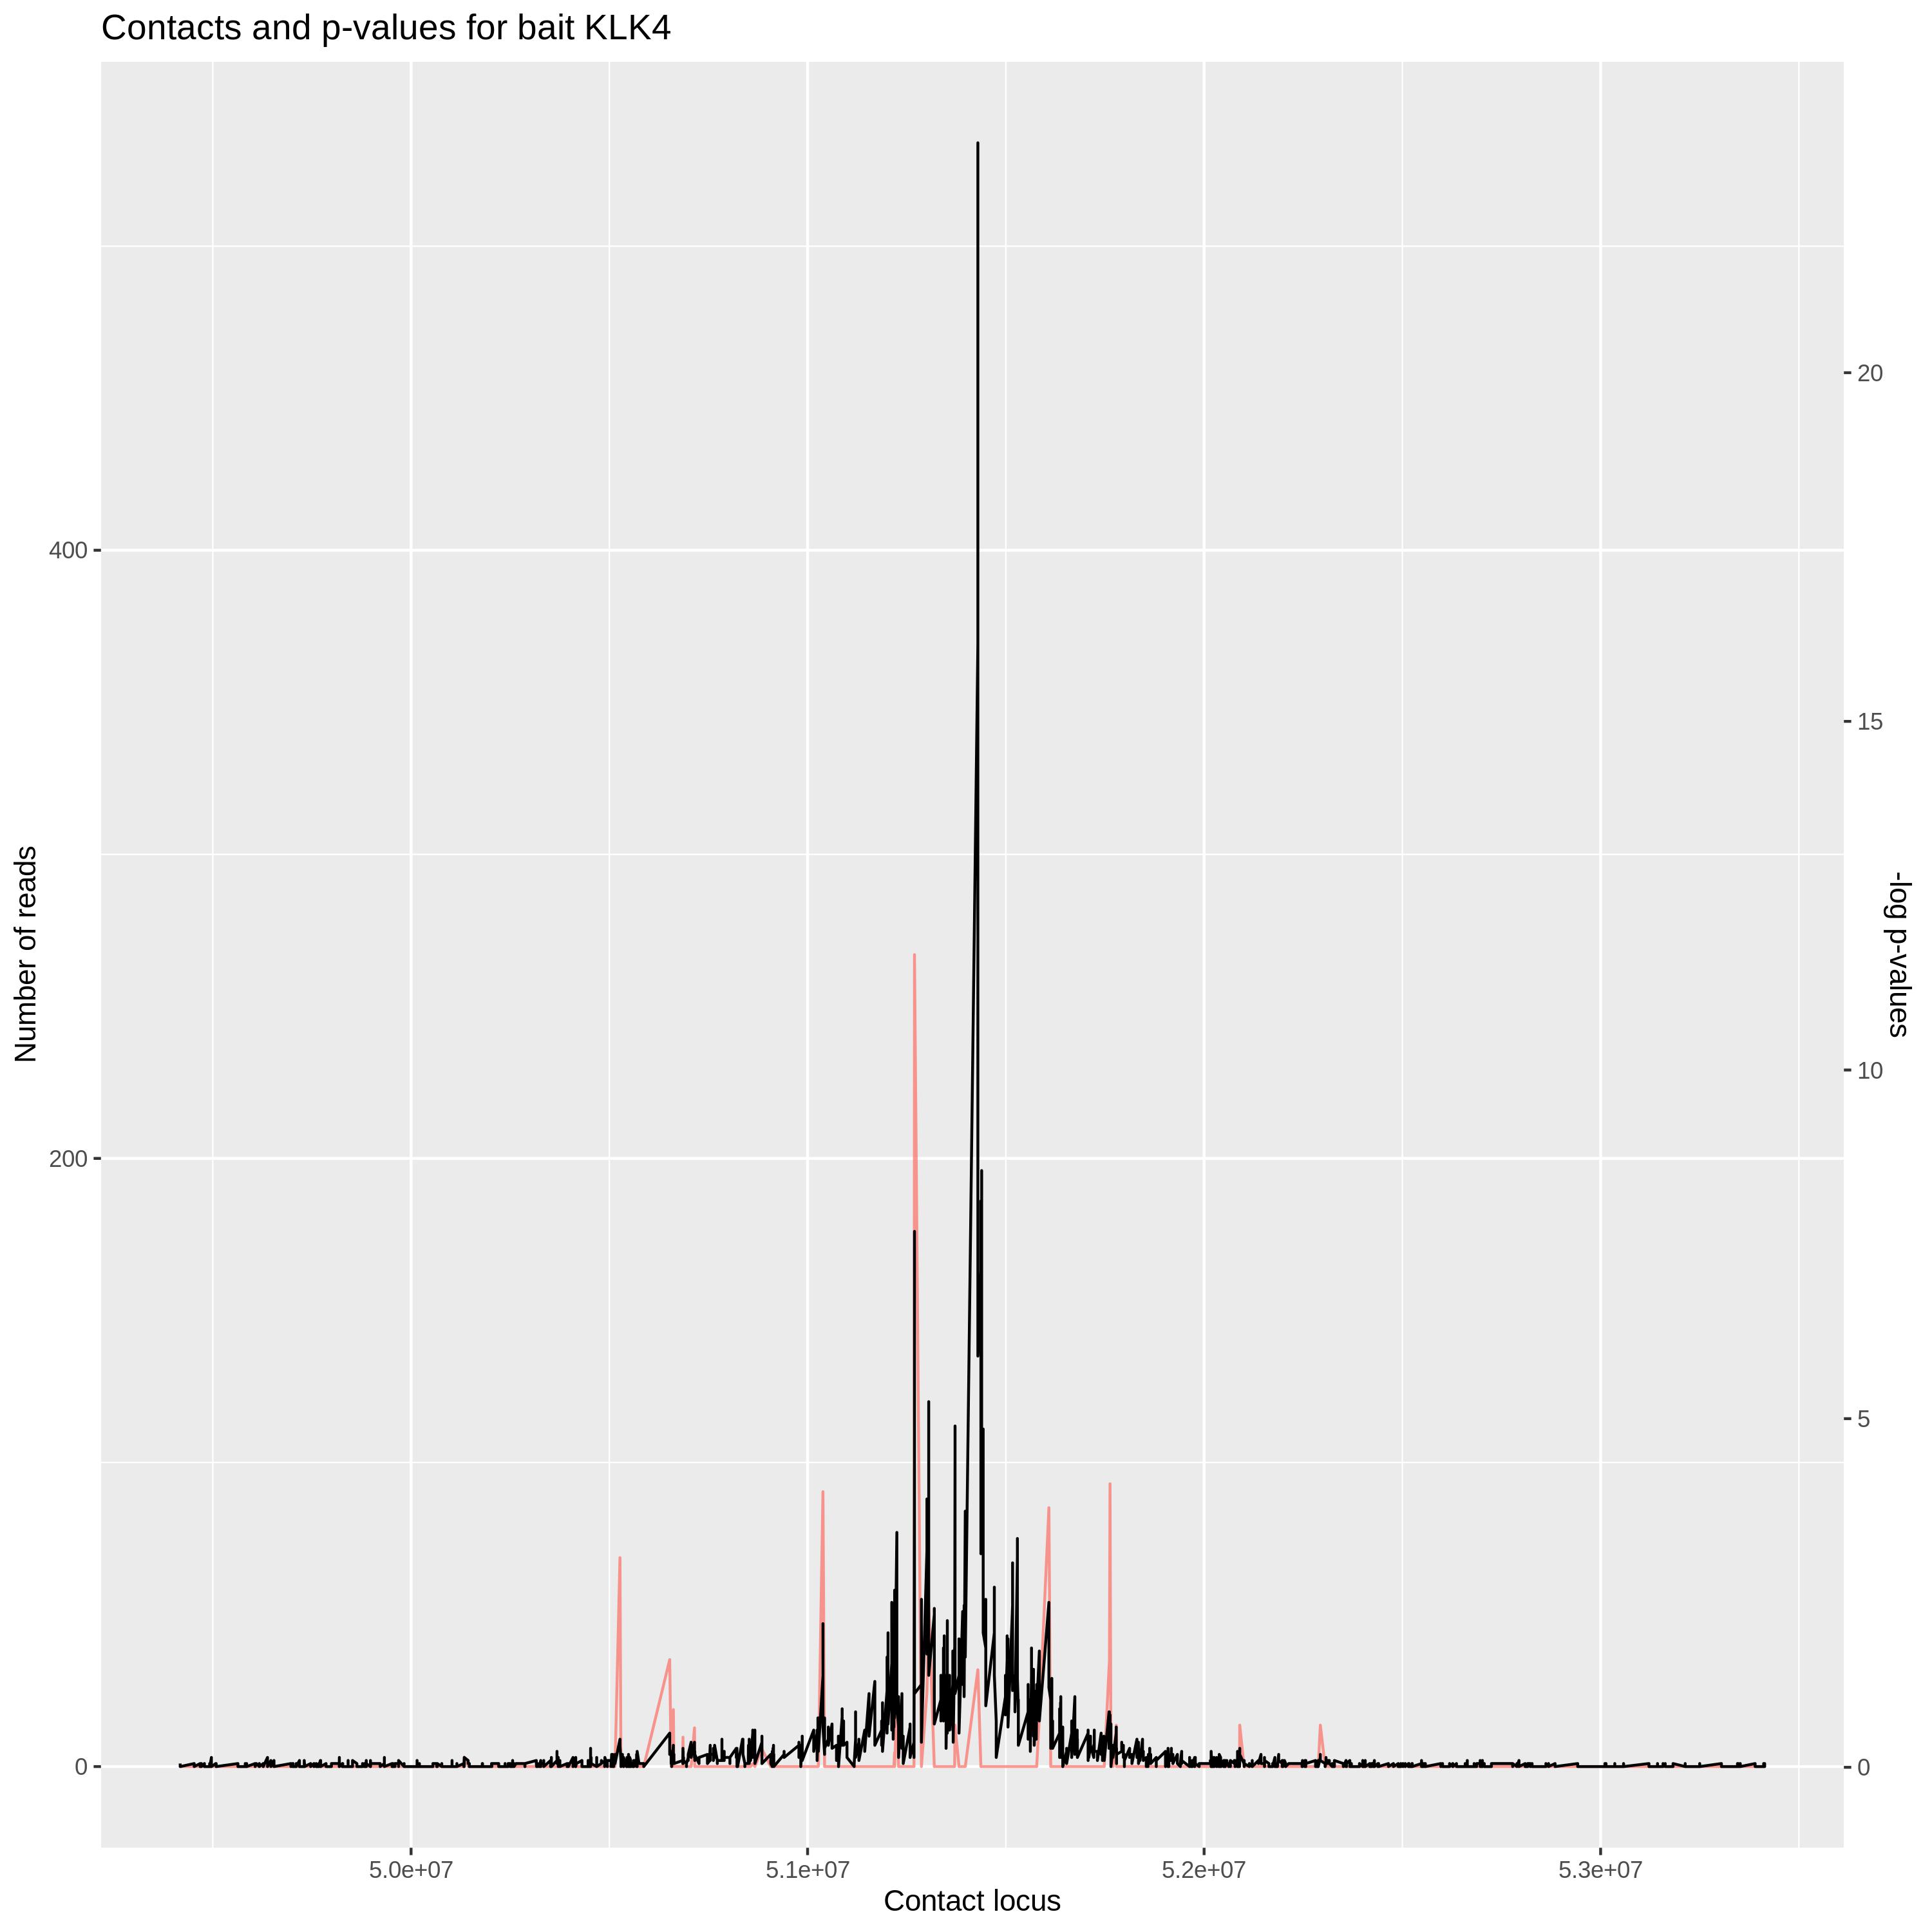 Contacts and p-values for bait KLK4
Number of reads
400
200
0
20
15
10
5
0
-log p-values
5.0e+07
5.1e+07
5.2e+07
5.3e+07
Contact locus